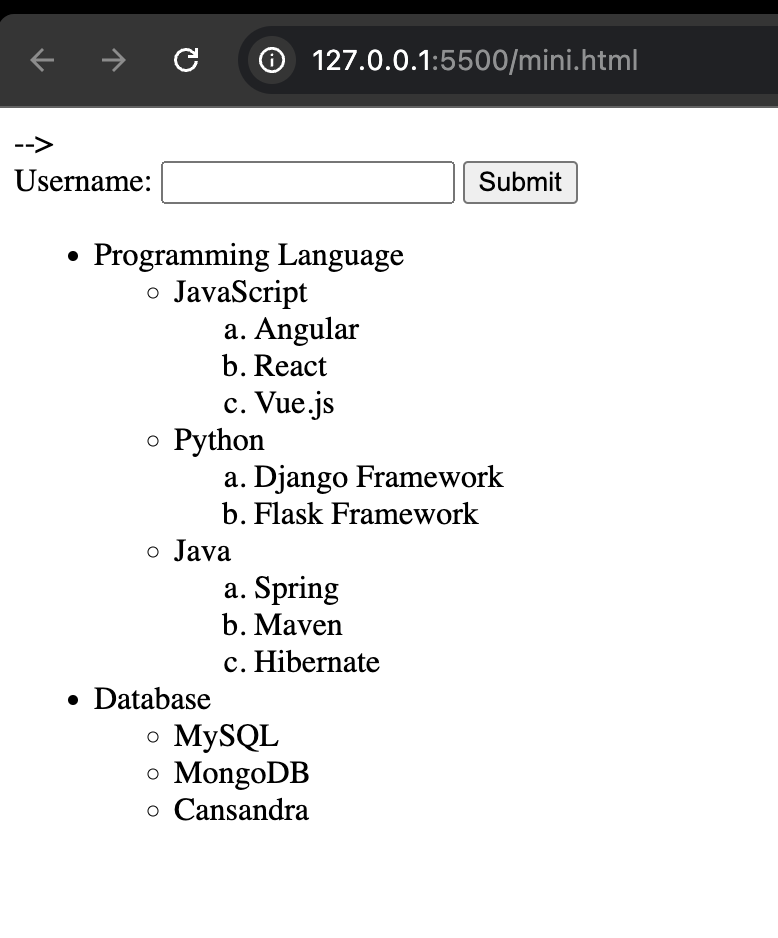 127.0.0.1:5500/mini.html
-->
Username: Submit
Programming Language
JavaScript
a. Angular
b. React
c. Vue.js
Python
a. Django Framework
b. Flask Framework
Java
a. Spring
b. Maven
c. Hibernate
Database
MySQL
MongoDB
Cansandra